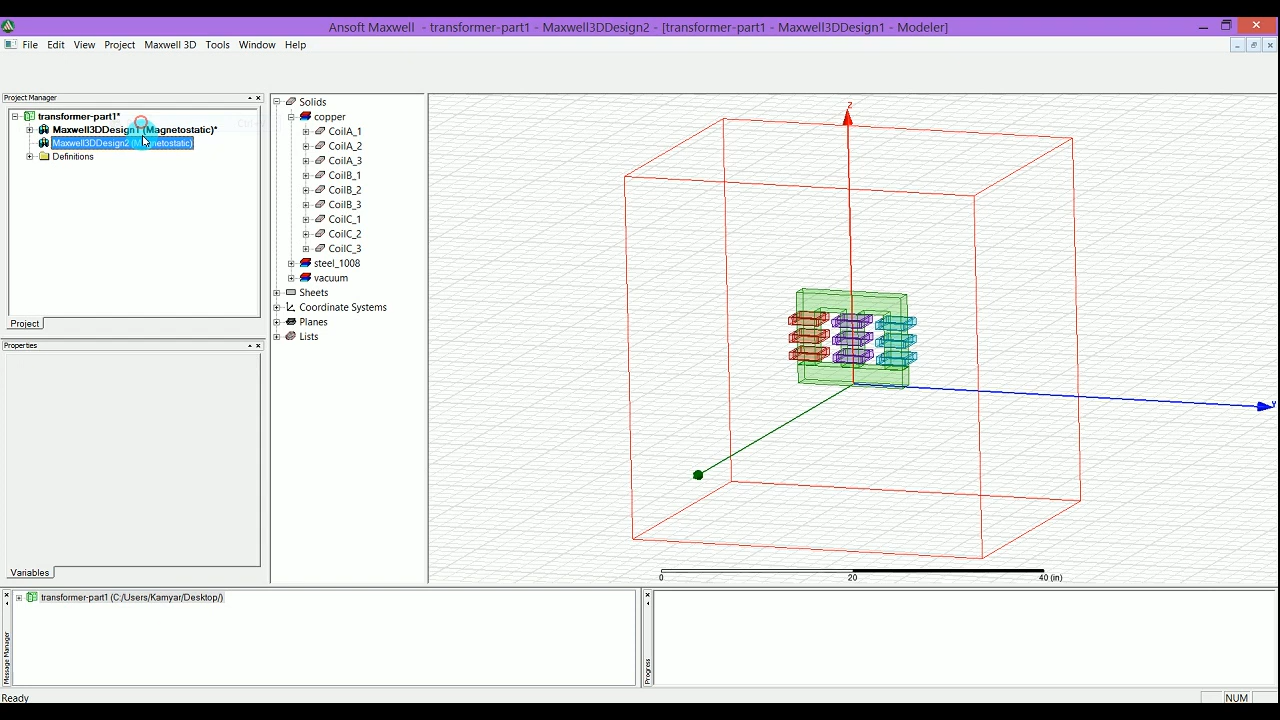 Ansoft Maxwell - transformer-part1 - Maxwell3DDesign2 - [transformer-part1 - Maxwell3DDesign1 - Modeler]
File Edit View Project Maxwell 3D Tools Window Help
Project Manager
transformer-part1*
Maxwell3DDesign1 (Magnetostatic)*
Maxwell3DDesign2 (Magnetostatic)
Definitions
Project
Properties
Variables
Solids
copper
CoilA_1
CoilA_2
CoilA_3
CoilB_1
CoilB_2
CoilB_3
CoilC_1
CoilC_2
CoilC_3
steel_1008
vacuum
Sheets
Coordinate Systems
Planes
Lists
Z
0 20 40 (in)
Message Manager
transformer-part1 (C:/Users/Kamyar/Desktop/)
Progress
Ready
NUM